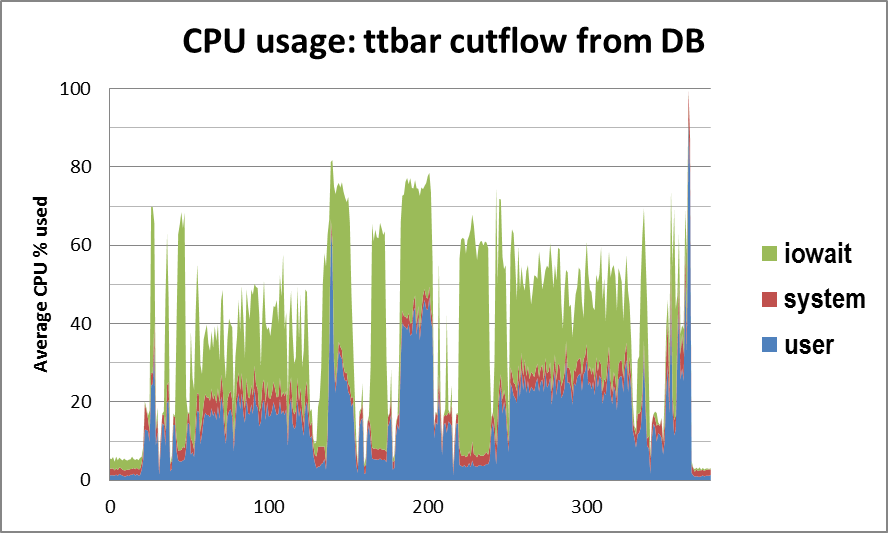 CPU usage: ttbar cutflow from DB
Average CPU % used
100
80
60
40
20
0
0 100 200 300
iowait
system
user